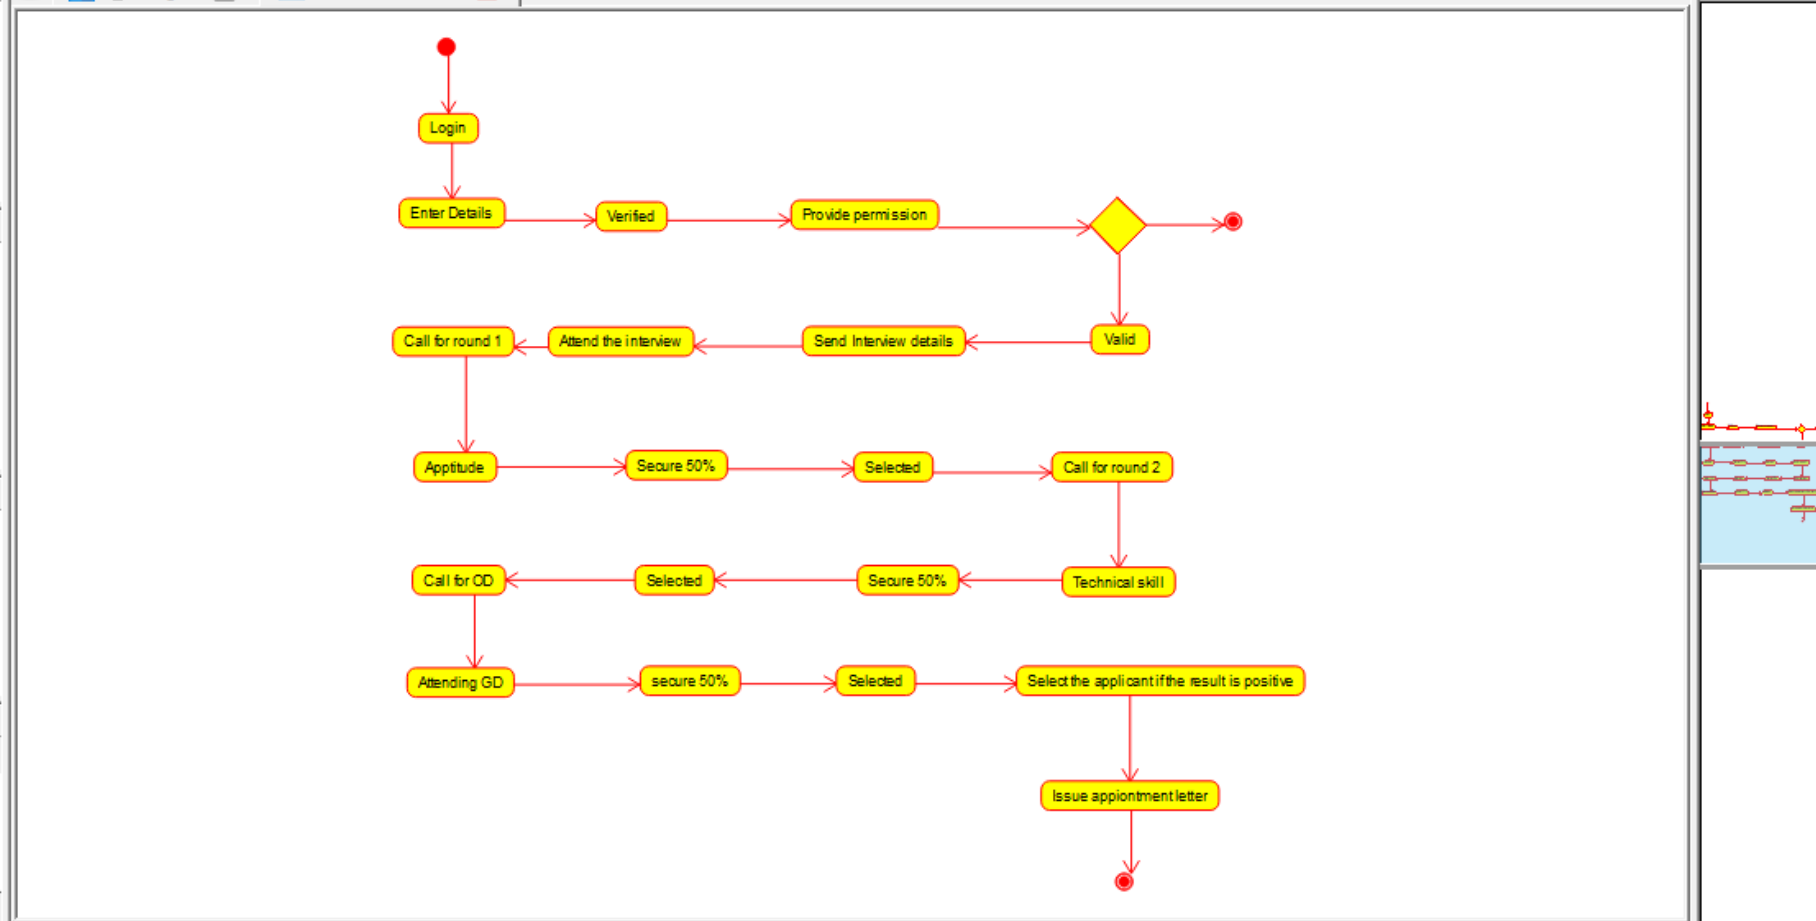 Login
Enter Details
Verified
Provide permission
Call for round 1
Attend the interview
Send Interview details
Valid
Apptitude
Secure 50%
Selected
Call for round 2
Call for OD
Selected
Secure 50%
Technical skill
Attending GD
secure 50%
Selected
Select the applicant if the result is positive
Issue appiontment letter